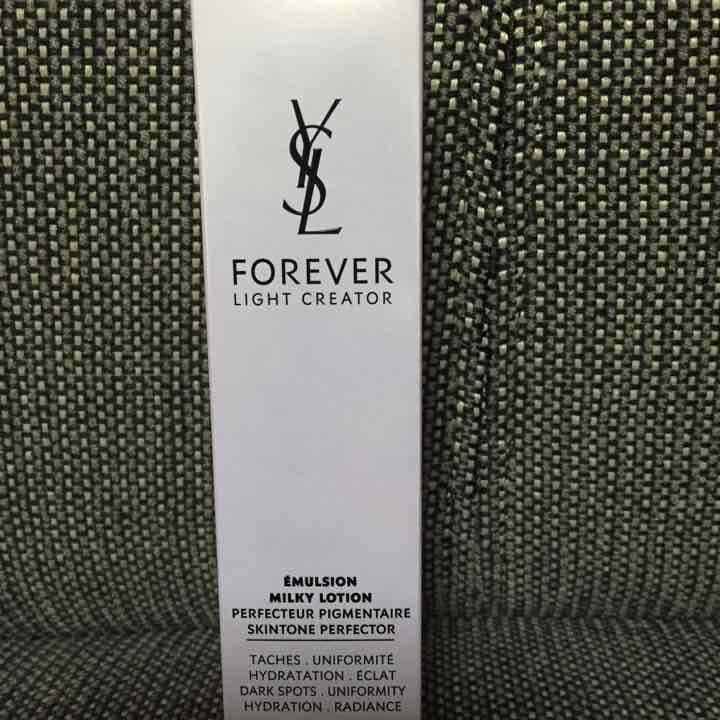 YSL
FOREVER
LIGHT CREATOR
ÉMULSION
MILKY LOTION
PERFECTEUR PIGMENTAIRE
SKINTONE PERFECTOR
TACHES . UNIFORMITÉ
HYDRATATION . ÉCLAT
DARK SPOTS . UNIFORMITY
HYDRATION . RADIANCE